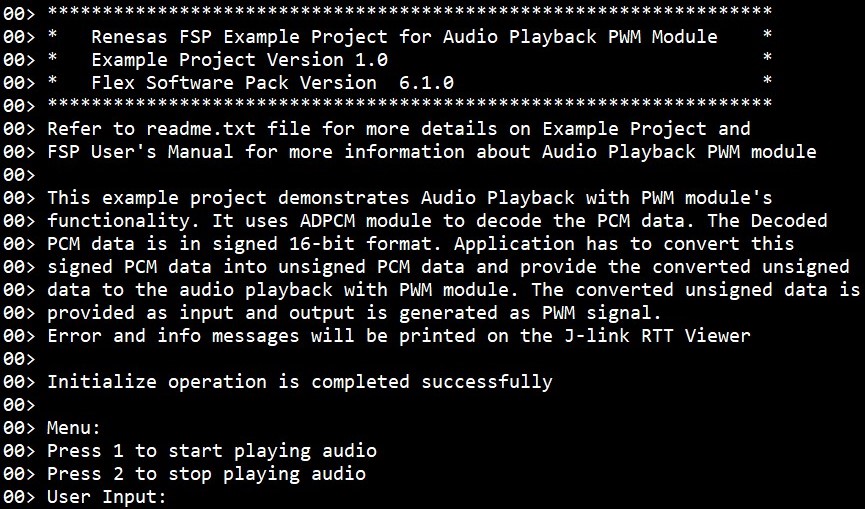 00> ******************************************************************
00> *   Renesas FSP Example Project for Audio Playback PWM Module    *
00> *   Example Project Version 1.0                                  *
00> *   Flex Software Pack Version  6.1.0                            *
00> ******************************************************************
00> Refer to readme.txt file for more details on Example Project and
00> FSP User's Manual for more information about Audio Playback PWM module
00>
00> This example project demonstrates Audio Playback with PWM module's
00> functionality. It uses ADPCM module to decode the PCM data. The Decoded
00> PCM data is in signed 16-bit format. Application has to convert this
00> signed PCM data into unsigned PCM data and provide the converted unsigned
00> data to the audio playback with PWM module. The converted unsigned data is
00> provided as input and output is generated as PWM signal.
00> Error and info messages will be printed on the J-link RTT Viewer
00>
00> Initialize operation is completed successfully
00>
00> Menu:
00> Press 1 to start playing audio
00> Press 2 to stop playing audio
00> User Input: